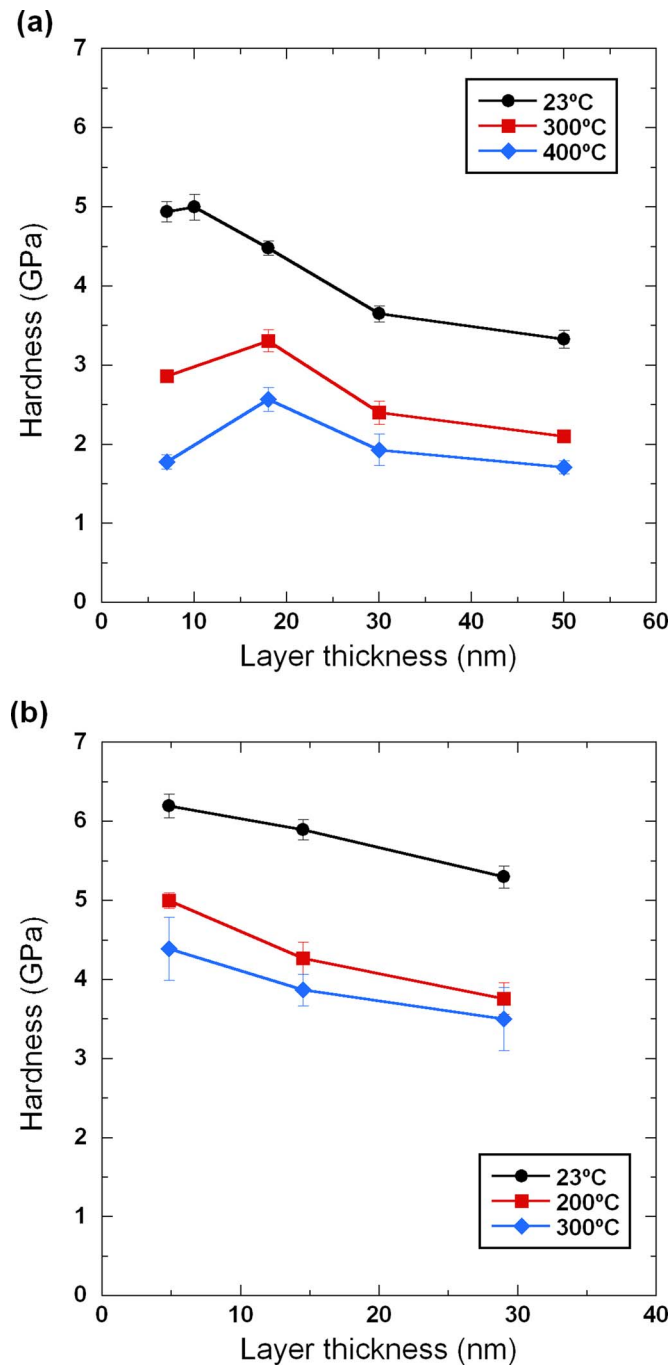 (a)
7
6
5
4
3
2
1
0
Hardness (GPa)
23ºC
300ºC
400ºC
0 10 20 30 40 50 60
Layer thickness (nm)
(b)
7
6
5
4
3
2
1
0
Hardness (GPa)
23ºC
200ºC
300ºC
0 10 20 30 40
Layer thickness (nm)